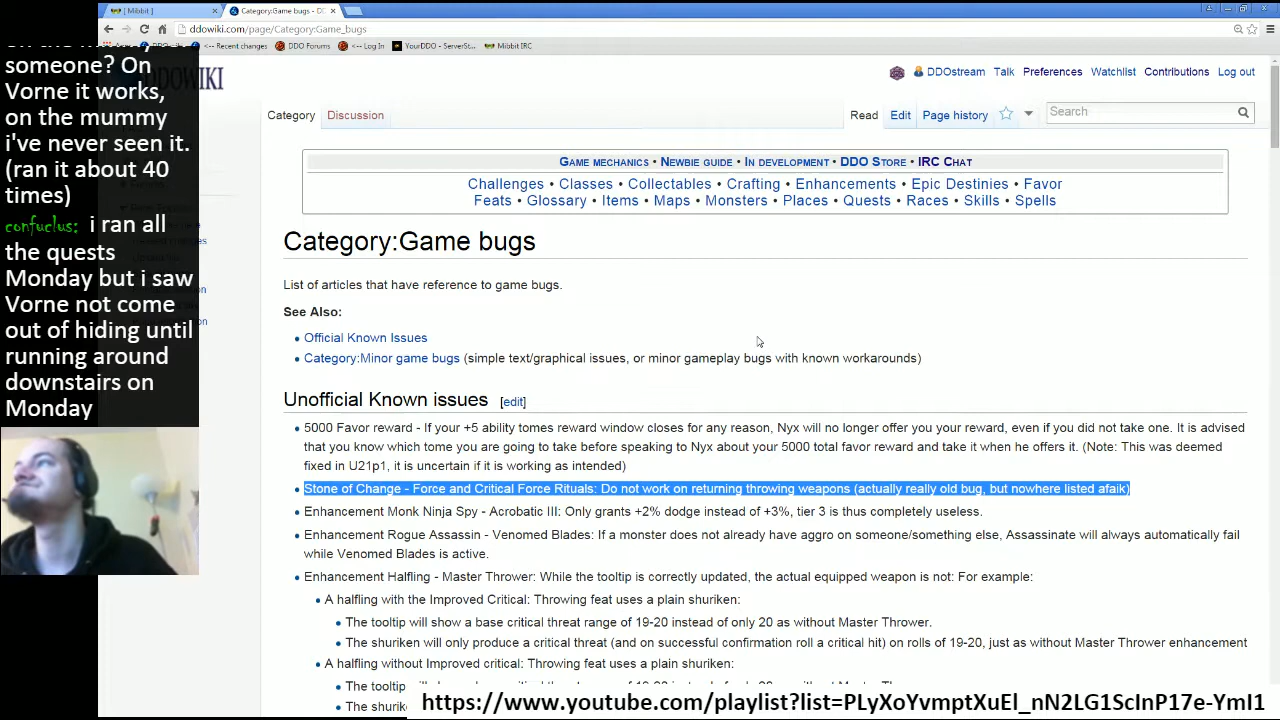 [ Mibbit ]
Category:Game bugs - DD
ddowiki.com/page/Category:Game_bugs
<-- Recent changes
DDO Forums
<-- Log In
YourDDO - ServerSt...
Mibbit IRC
someone? On
Vorne it works,
on the mummy
i've never seen it.
(ran it about 40
times)
confuclus: i ran all
the quests
Monday but i saw
Vorne not come
out of hiding until
running around
downstairs on
Monday
DDOWIKI
DDOstream Talk Preferences Watchlist Contributions Log out
Category Discussion Read Edit Page history Search
GAME MECHANICS • NEWBIE GUIDE • IN DEVELOPMENT • DDO STORE • IRC CHAT
Challenges • Classes • Collectables • Crafting • Enhancements • Epic Destinies • Favor
Feats • Glossary • Items • Maps • Monsters • Places • Quests • Races • Skills • Spells
Category:Game bugs
List of articles that have reference to game bugs.
See Also:
• Official Known Issues
• Category:Minor game bugs (simple text/graphical issues, or minor gameplay bugs with known workarounds)
Unofficial Known issues [edit]
• 5000 Favor reward - If your +5 ability tomes reward window closes for any reason, Nyx will no longer offer you your reward, even if you did not take one. It is advised
that you know which tome you are going to take before speaking to Nyx about your 5000 total favor reward and take it when he offers it. (Note: This was deemed
fixed in U21p1, it is uncertain if it is working as intended)
• Stone of Change - Force and Critical Force Rituals: Do not work on returning throwing weapons (actually really old bug, but nowhere listed afaik)
• Enhancement Monk Ninja Spy - Acrobatic III: Only grants +2% dodge instead of +3%, tier 3 is thus completely useless.
• Enhancement Rogue Assassin - Venomed Blades: If a monster does not already have aggro on someone/something else, Assassinate will always automatically fail
while Venomed Blades is active.
• Enhancement Halfling - Master Thrower: While the tooltip is correctly updated, the actual equipped weapon is not: For example:
• A halfling with the Improved Critical: Throwing feat uses a plain shuriken:
• The tooltip will show a base critical threat range of 19-20 instead of only 20 as without Master Thrower.
• The shuriken will only produce a critical threat (and on successful confirmation roll a critical hit) on rolls of 19-20, just as without Master Thrower enhancement
• A halfling without Improved critical: Throwing feat uses a plain shuriken:
• The tooltip
• The shurik
https://www.youtube.com/playlist?list=PLyXoYvmptXuEl_nN2LG1ScInP17e-YmI1